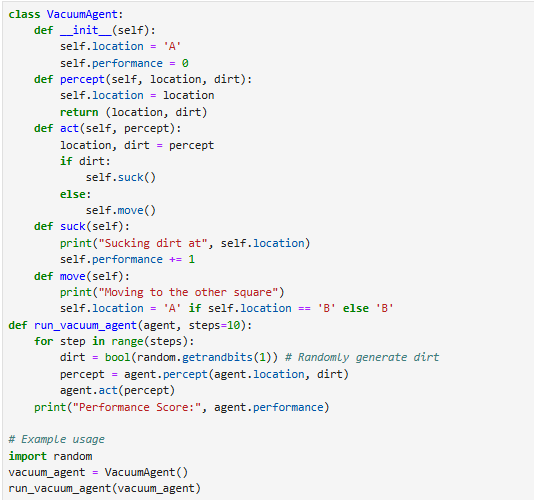 class VacuumAgent:
    def __init__(self):
        self.location = 'A'
        self.performance = 0
    def percept(self, location, dirt):
        self.location = location
        return (location, dirt)
    def act(self, percept):
        location, dirt = percept
        if dirt:
            self.suck()
        else:
            self.move()
    def suck(self):
        print("Sucking dirt at", self.location)
        self.performance += 1
    def move(self):
        print("Moving to the other square")
        self.location = 'A' if self.location == 'B' else 'B'
def run_vacuum_agent(agent, steps=10):
    for step in range(steps):
        dirt = bool(random.getrandbits(1)) # Randomly generate dirt
        percept = agent.percept(agent.location, dirt)
        agent.act(percept)
    print("Performance Score:", agent.performance)

# Example usage
import random
vacuum_agent = VacuumAgent()
run_vacuum_agent(vacuum_agent)